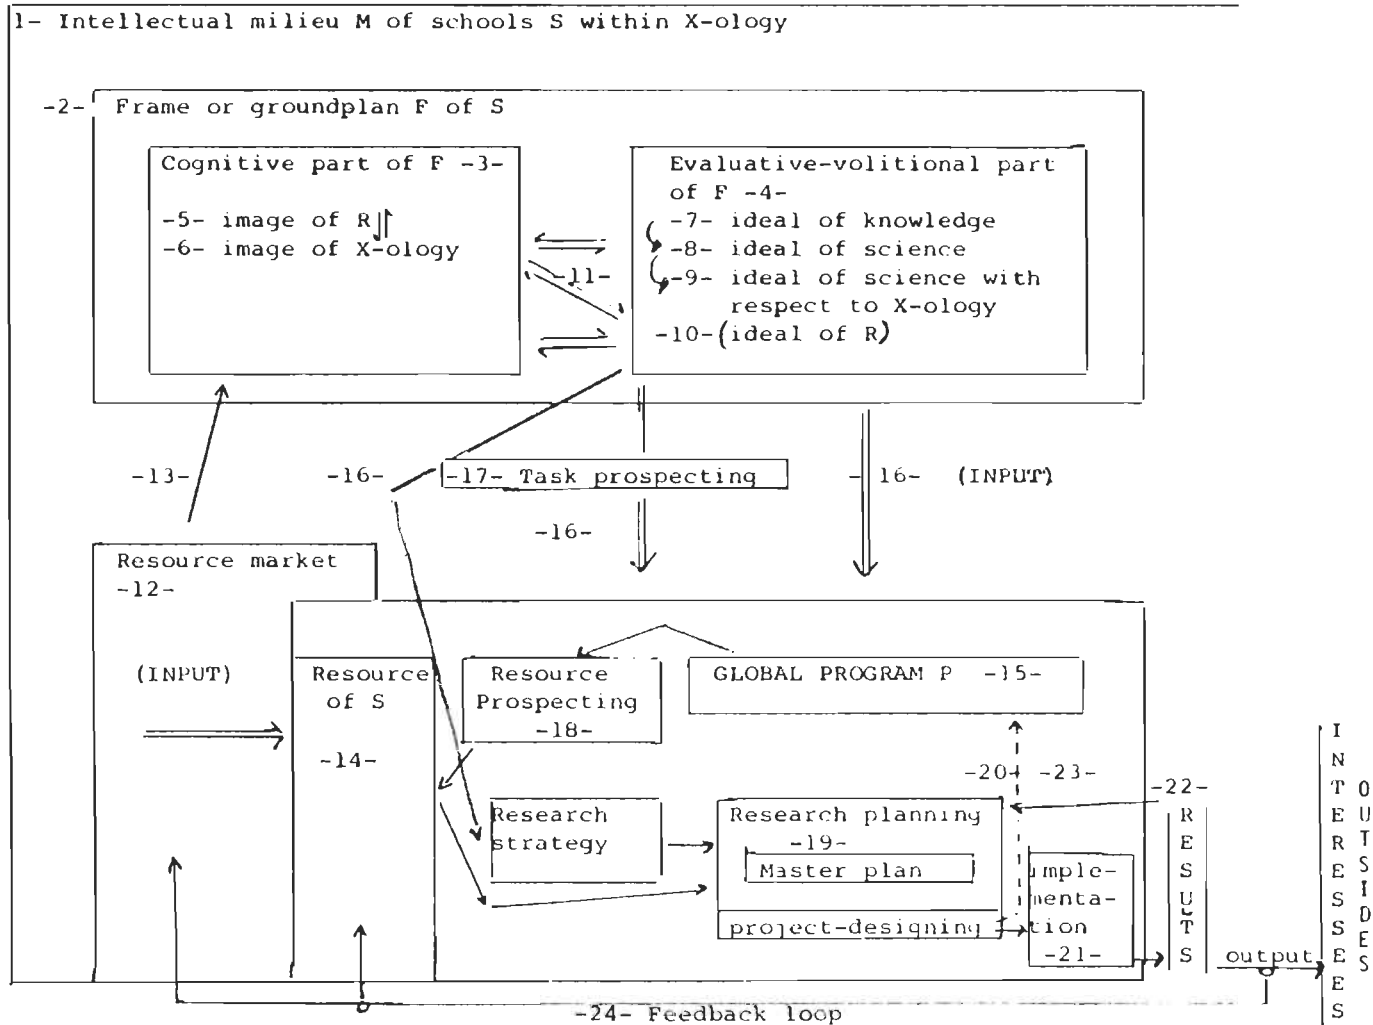 1- Intellectual milieu M of schools S within X-ology
-2- Frame or groundplan F of S
Cognitive part of F -3-
-5- image of R
-6- image of X-ology
Evaluative-volitional part
of F -4-
-7- ideal of knowledge
-8- ideal of science
-9- ideal of science with
respect to X-ology
-10- (ideal of R)
-11-
-13-
-16-
-17- Task prospecting
-16-
-16- (INPUT)
Resource market
-12-
(INPUT)
Resource
of S
-14-
Resource
Prospecting
-18-
GLOBAL PROGRAM P -15-
-20-
-23-
-22-
Research
strategy
Research planning
-19-
Master plan
project-designing
imple-
menta-
tion
-21-
RESUTS
output
INTERESSEES
OUTSIDES
-24- Feedback loop